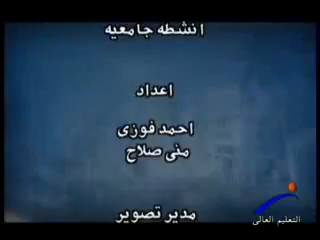 انشطه جامعيه
اعداد
احمد فوزى
منى صلاح
مدير تصوير
التعليم العالى